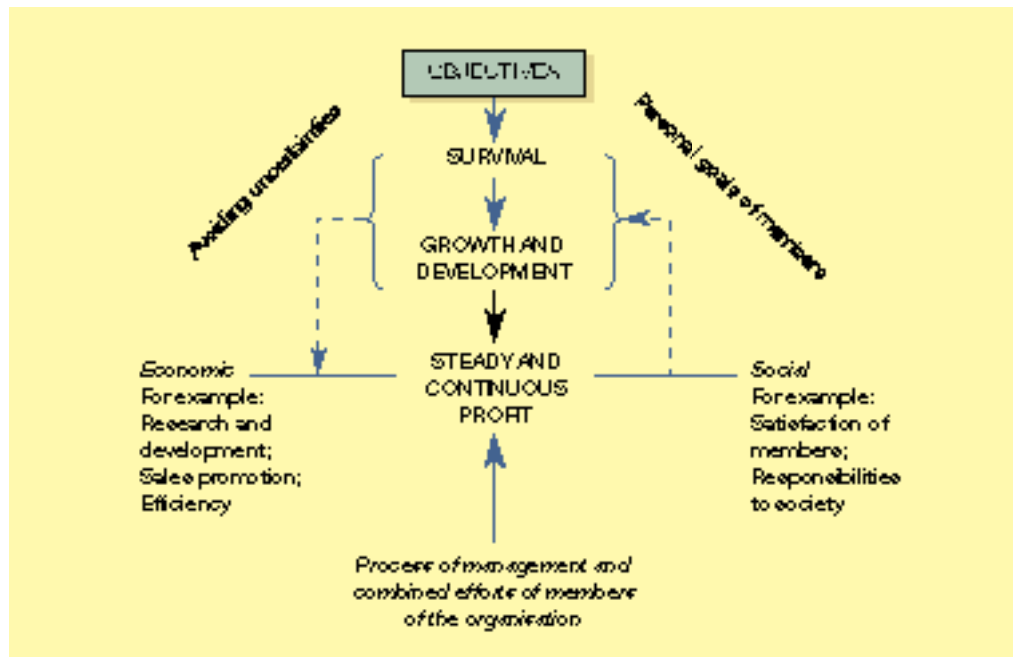 OBJECTIVES
Avoiding uncertainties
Personal goals of members
SURVIVAL
GROWTH AND
DEVELOPMENT
STEADY AND
CONTINUOUS
PROFIT
Economic
For example:
Research and
development;
Sales promotion;
Efficiency
Social
For example:
Satisfaction of
members;
Responsibilities
to society
Process of management and
combined efforts of members
of the organisation